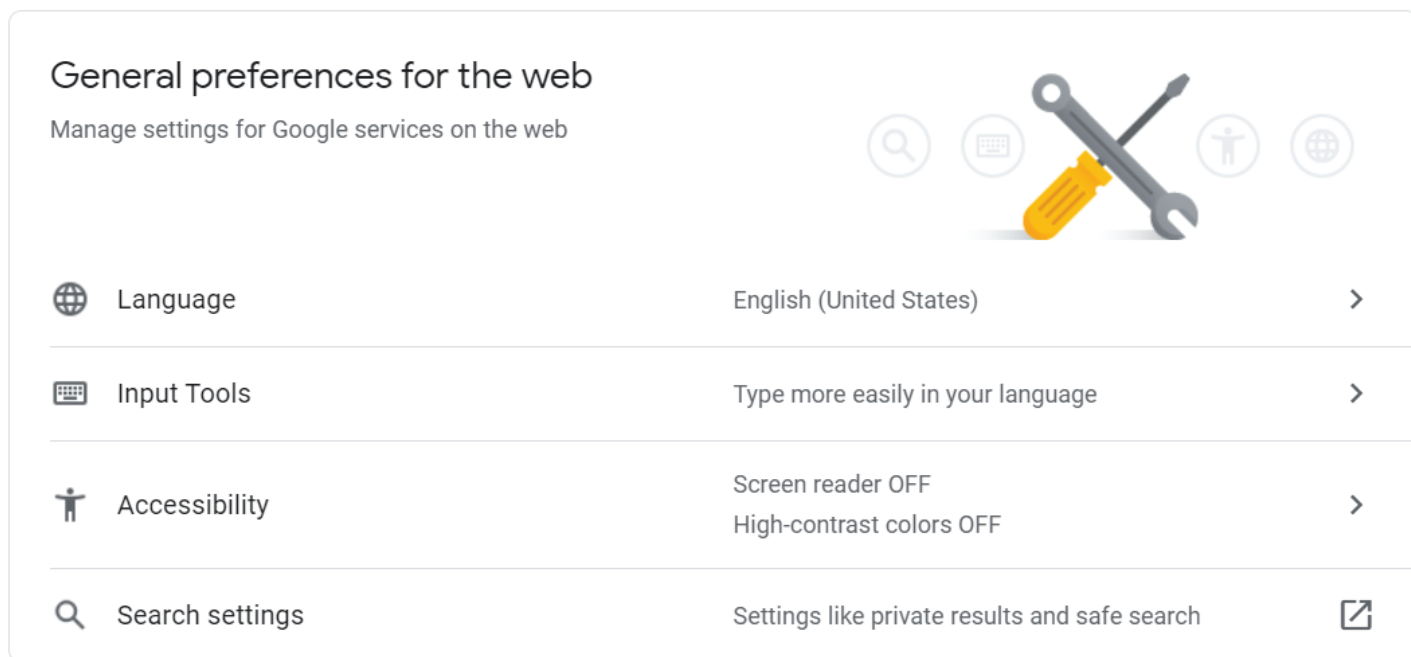 General preferences for the web
Manage settings for Google services on the web
Language
English (United States)
Input Tools
Type more easily in your language
Accessibility
Screen reader OFF
High-contrast colors OFF
Search settings
Settings like private results and safe search